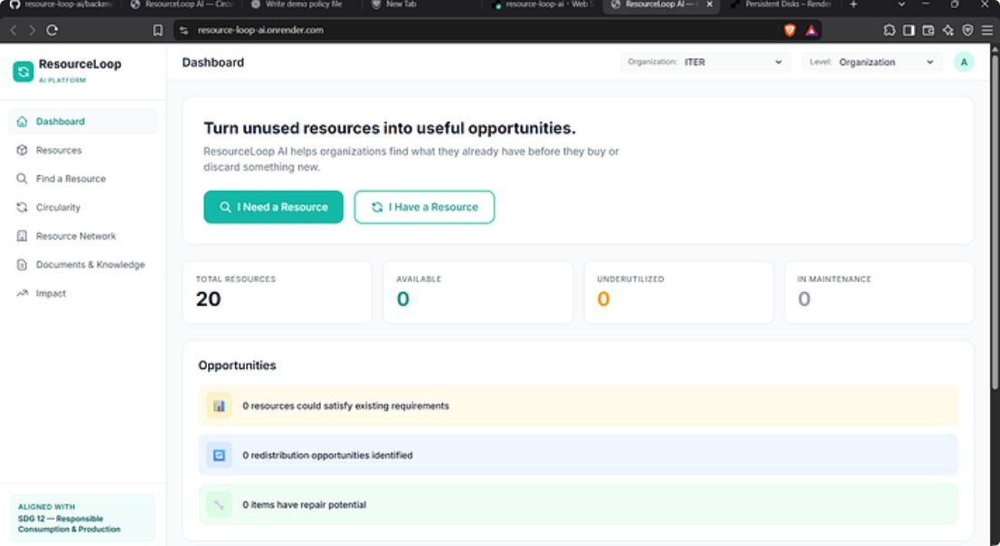 resource-loop-ai/backend
ResourceLoop AI — Circu
Write demo policy file
New Tab
resource-loop-ai · Web S
ResourceLoop AI —
Persistent Disks – Render
resource-loop-ai.onrender.com
ResourceLoop
AI PLATFORM
Dashboard
Resources
Find a Resource
Circularity
Resource Network
Documents & Knowledge
Impact
ALIGNED WITH
SDG 12 — Responsible
Consumption & Production
Dashboard
Organization: ITER
Level: Organization
A
Turn unused resources into useful opportunities.
ResourceLoop AI helps organizations find what they already have before they buy or
discard something new.
I Need a Resource
I Have a Resource
TOTAL RESOURCES
20
AVAILABLE
0
UNDERUTILIZED
0
IN MAINTENANCE
0
Opportunities
0 resources could satisfy existing requirements
0 redistribution opportunities identified
0 items have repair potential